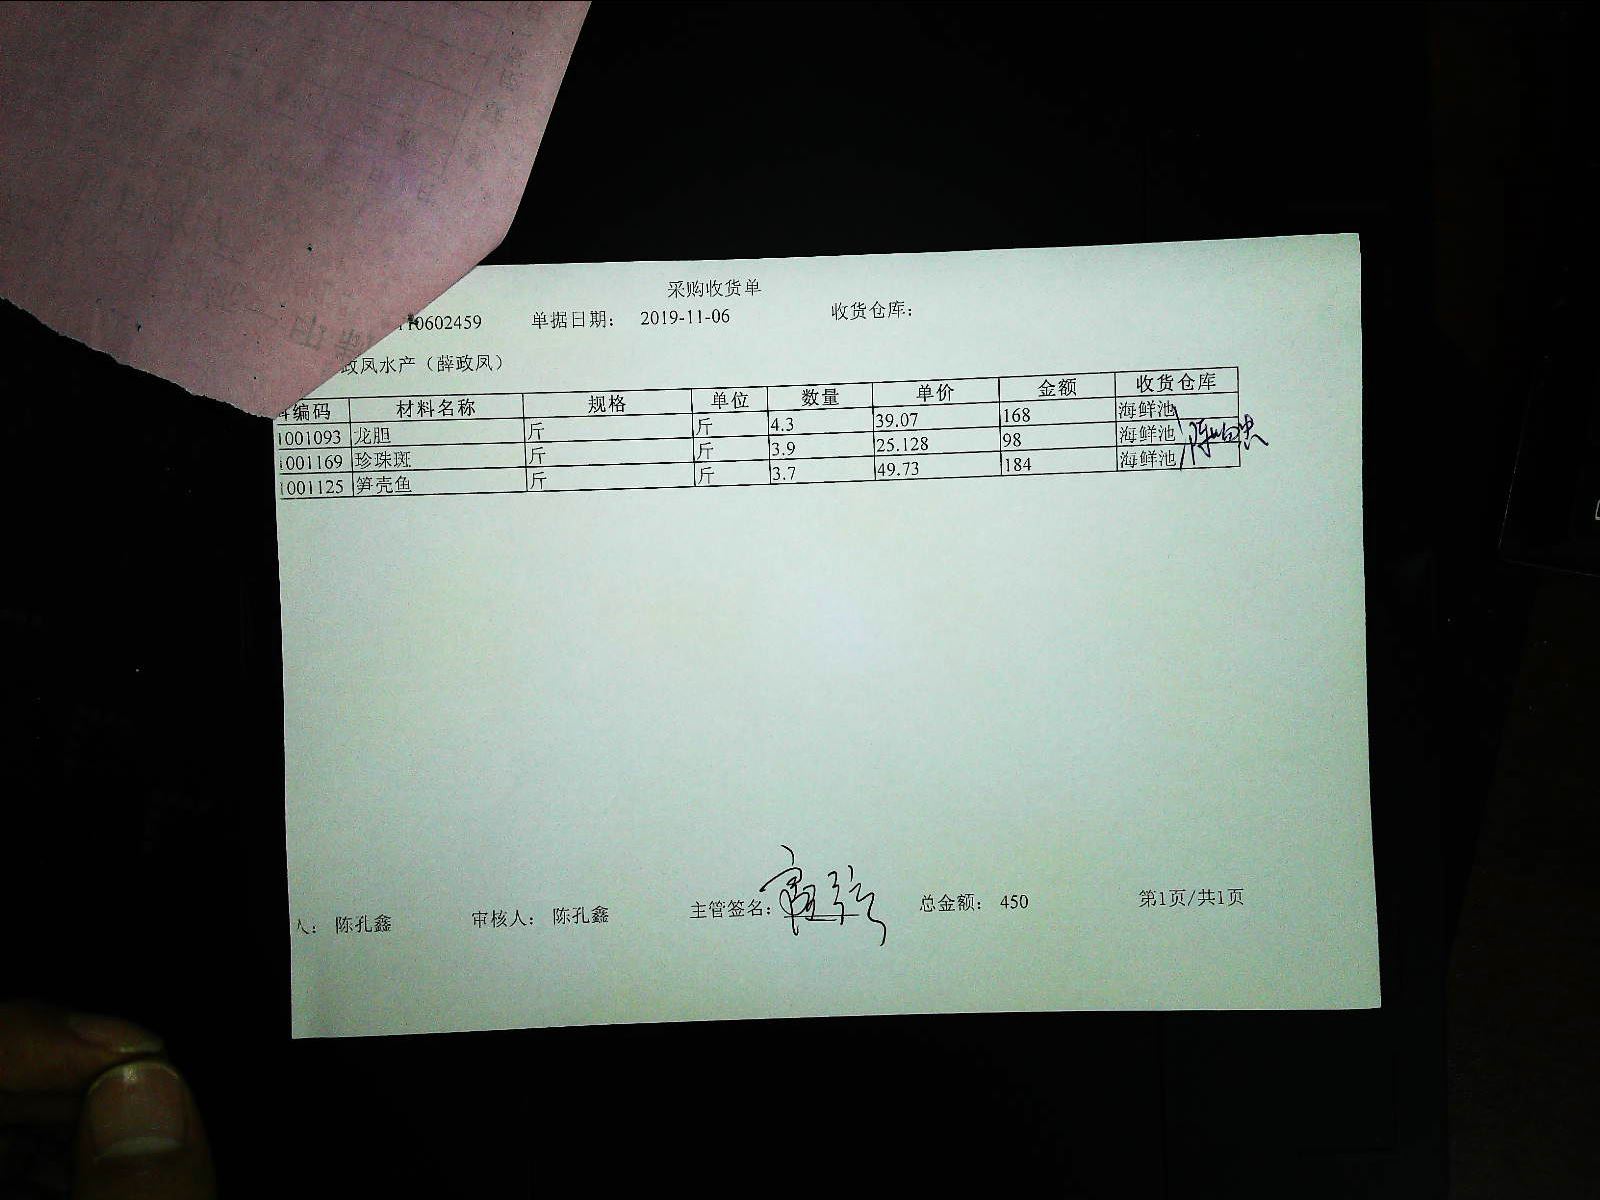 采购收货单
10602459 单据日期： 2019-11-06 收货仓库：
政凤水产（薛政凤）
编码 材料名称 规格 单位 数量 单价 金额 收货仓库
1001093 龙胆 斤 斤 4.3 39.07 168 海鲜池
1001169 珍珠斑 斤 斤 3.9 25.128 98 海鲜池
1001125 笋壳鱼 斤 斤 3.7 49.73 184 海鲜池
人： 陈孔鑫 审核人： 陈孔鑫 主管签名： 总金额： 450 第1页/共1页